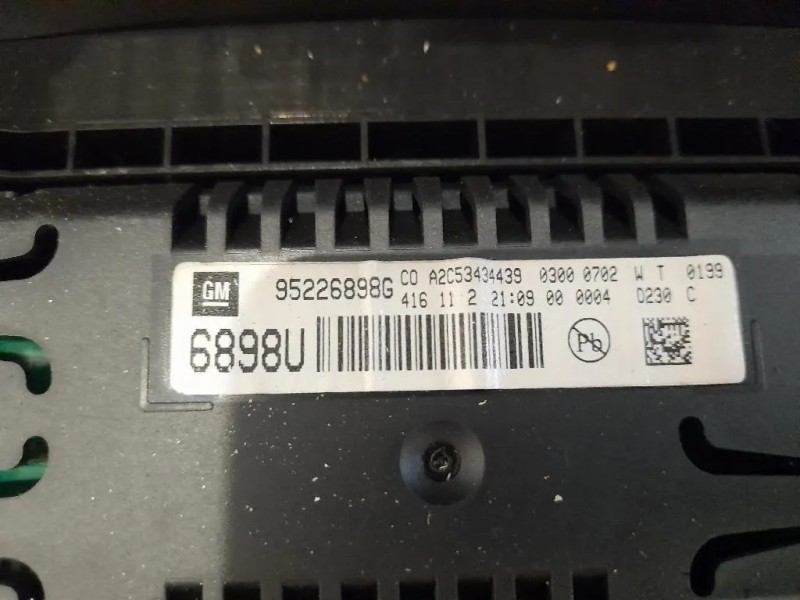 GM 95226898G CO A2C53434439 0300 0702 W T 0199
416 11 2 21:09 00 0004 D230 C
6898U Pb